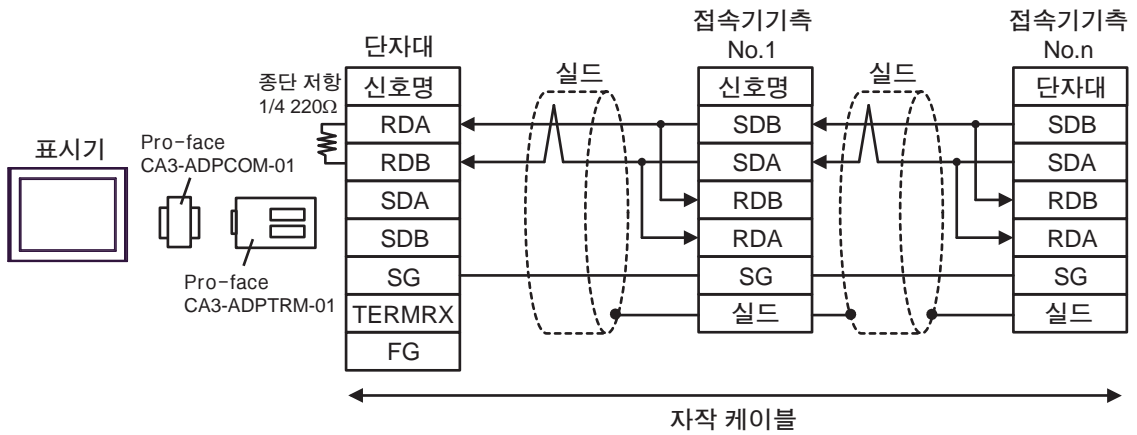 표시기
Pro-face
CA3-ADPCOM-01
Pro-face
CA3-ADPTRM-01
종단 저항
1/4 220Ω
단자대
신호명
RDA
RDB
SDA
SDB
SG
TERMRX
FG
실드
접속기기측
No.1
신호명
SDB
SDA
RDB
RDA
SG
실드
실드
접속기기측
No.n
단자대
SDB
SDA
RDB
RDA
SG
실드
자작 케이블